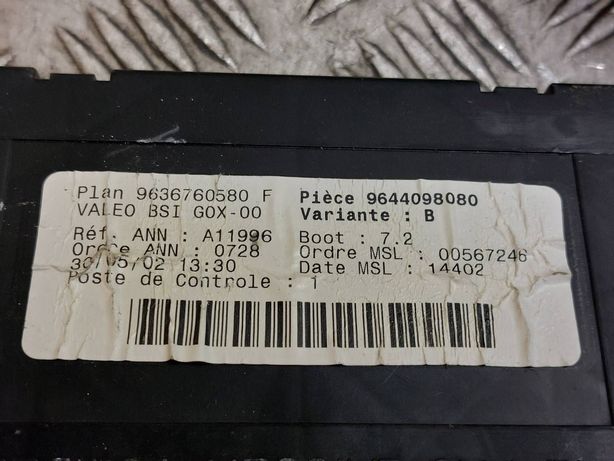 Plan 9636760580 F
VALEO BSI GOX-00
Réf. ANN : A11996
Ordre ANN : 0728
30/05/02 13:30
Poste de Controle : 1
Pièce 9644098080
Variante : B
Boot : 7.2
Ordre MSL : 00567246
Date MSL : 14402